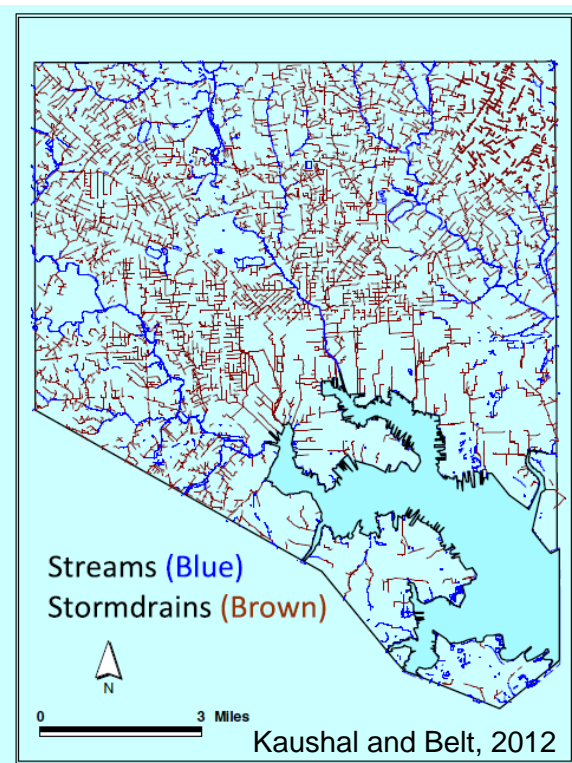 Streams (Blue)
Stormdrains (Brown)
N
0 3 Miles
Kaushal and Belt, 2012